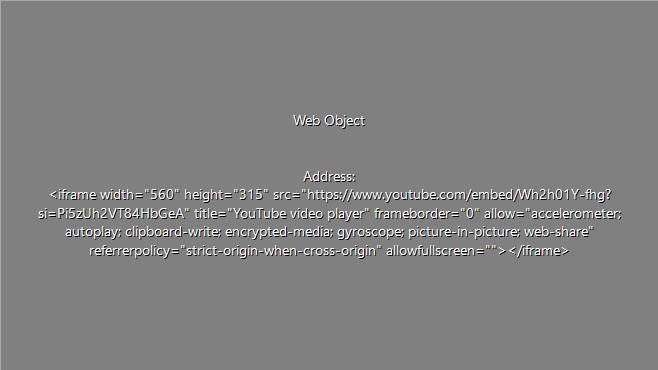 Web Object
Address:
<iframe width="560" height="315" src="https://www.youtube.com/embed/Wh2h01Y-fhg?
si=Pi5zUh2VT84HbGeA" title="YouTube video player" frameborder="0" allow="accelerometer;
autoplay; clipboard-write; encrypted-media; gyroscope; picture-in-picture; web-share"
referrerpolicy="strict-origin-when-cross-origin" allowfullscreen=""></iframe>